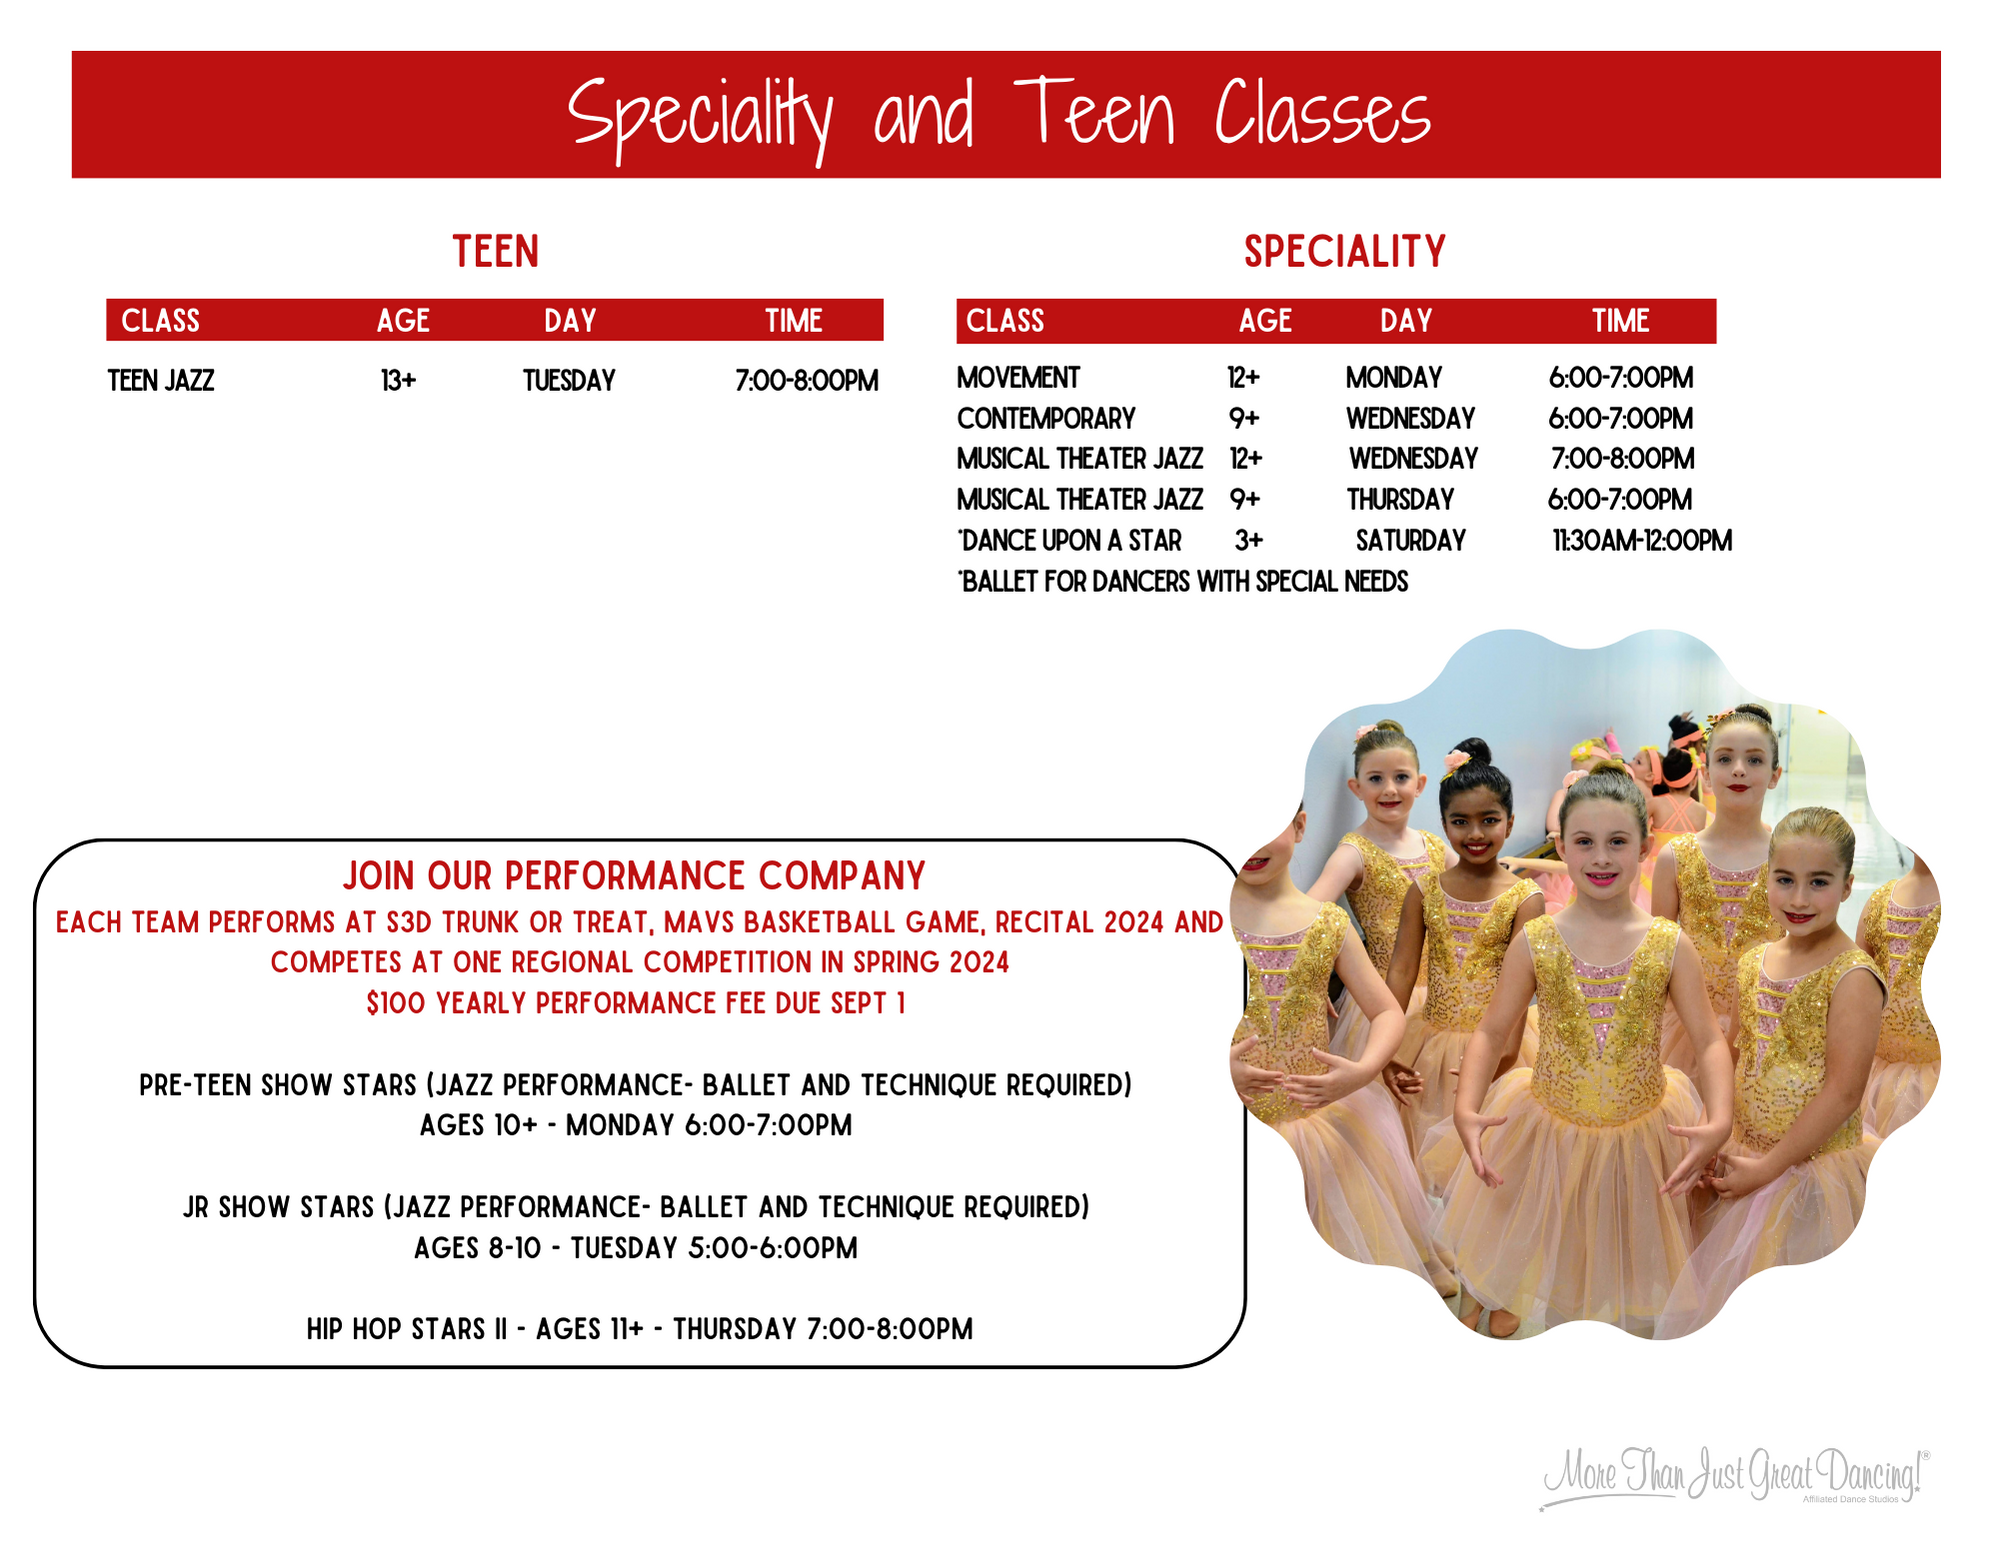 Speciality and Teen Classes
TEEN
CLASS AGE DAY TIME
TEEN JAZZ 13+ TUESDAY 7:00-8:00PM
SPECIALITY
CLASS AGE DAY TIME
MOVEMENT 12+ MONDAY 6:00-7:00PM
CONTEMPORARY 9+ WEDNESDAY 6:00-7:00PM
MUSICAL THEATER JAZZ 12+ WEDNESDAY 7:00-8:00PM
MUSICAL THEATER JAZZ 9+ THURSDAY 6:00-7:00PM
*DANCE UPON A STAR 3+ SATURDAY 11:30AM-12:00PM
*BALLET FOR DANCERS WITH SPECIAL NEEDS
JOIN OUR PERFORMANCE COMPANY
EACH TEAM PERFORMS AT S3D TRUNK OR TREAT, MAVS BASKETBALL GAME, RECITAL 2024 AND
COMPETES AT ONE REGIONAL COMPETITION IN SPRING 2024
$100 YEARLY PERFORMANCE FEE DUE SEPT 1
PRE-TEEN SHOW STARS (JAZZ PERFORMANCE- BALLET AND TECHNIQUE REQUIRED)
AGES 10+ - MONDAY 6:00-7:00PM
JR SHOW STARS (JAZZ PERFORMANCE- BALLET AND TECHNIQUE REQUIRED)
AGES 8-10 - TUESDAY 5:00-6:00PM
HIP HOP STARS II - AGES 11+ - THURSDAY 7:00-8:00PM
More Than Just Great Dancing!®
Affiliated Dance Studios